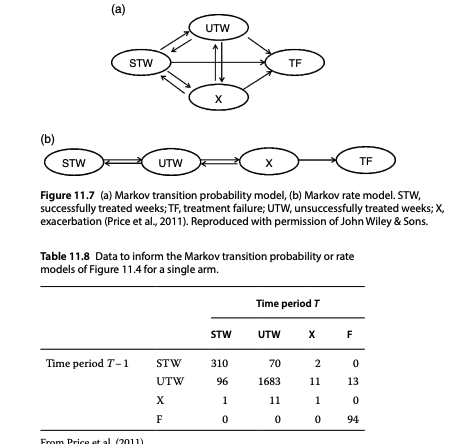 (a)
UTW
STW
TF
X
(b)
STW
UTW
X
TF
Figure 11.7 (a) Markov transition probability model, (b) Markov rate model. STW,
successfully treated weeks; TF, treatment failure; UTW, unsuccessfully treated weeks; X,
exacerbation (Price et al., 2011). Reproduced with permission of John Wiley & Sons.
Table 11.8 Data to inform the Markov transition probability or rate
models of Figure 11.4 for a single arm.
Time period T
STW UTW X F
Time period T – 1 STW 310 70 2 0
UTW 96 1683 11 13
X 1 11 1 0
F 0 0 0 94
From Price et al. (2011)